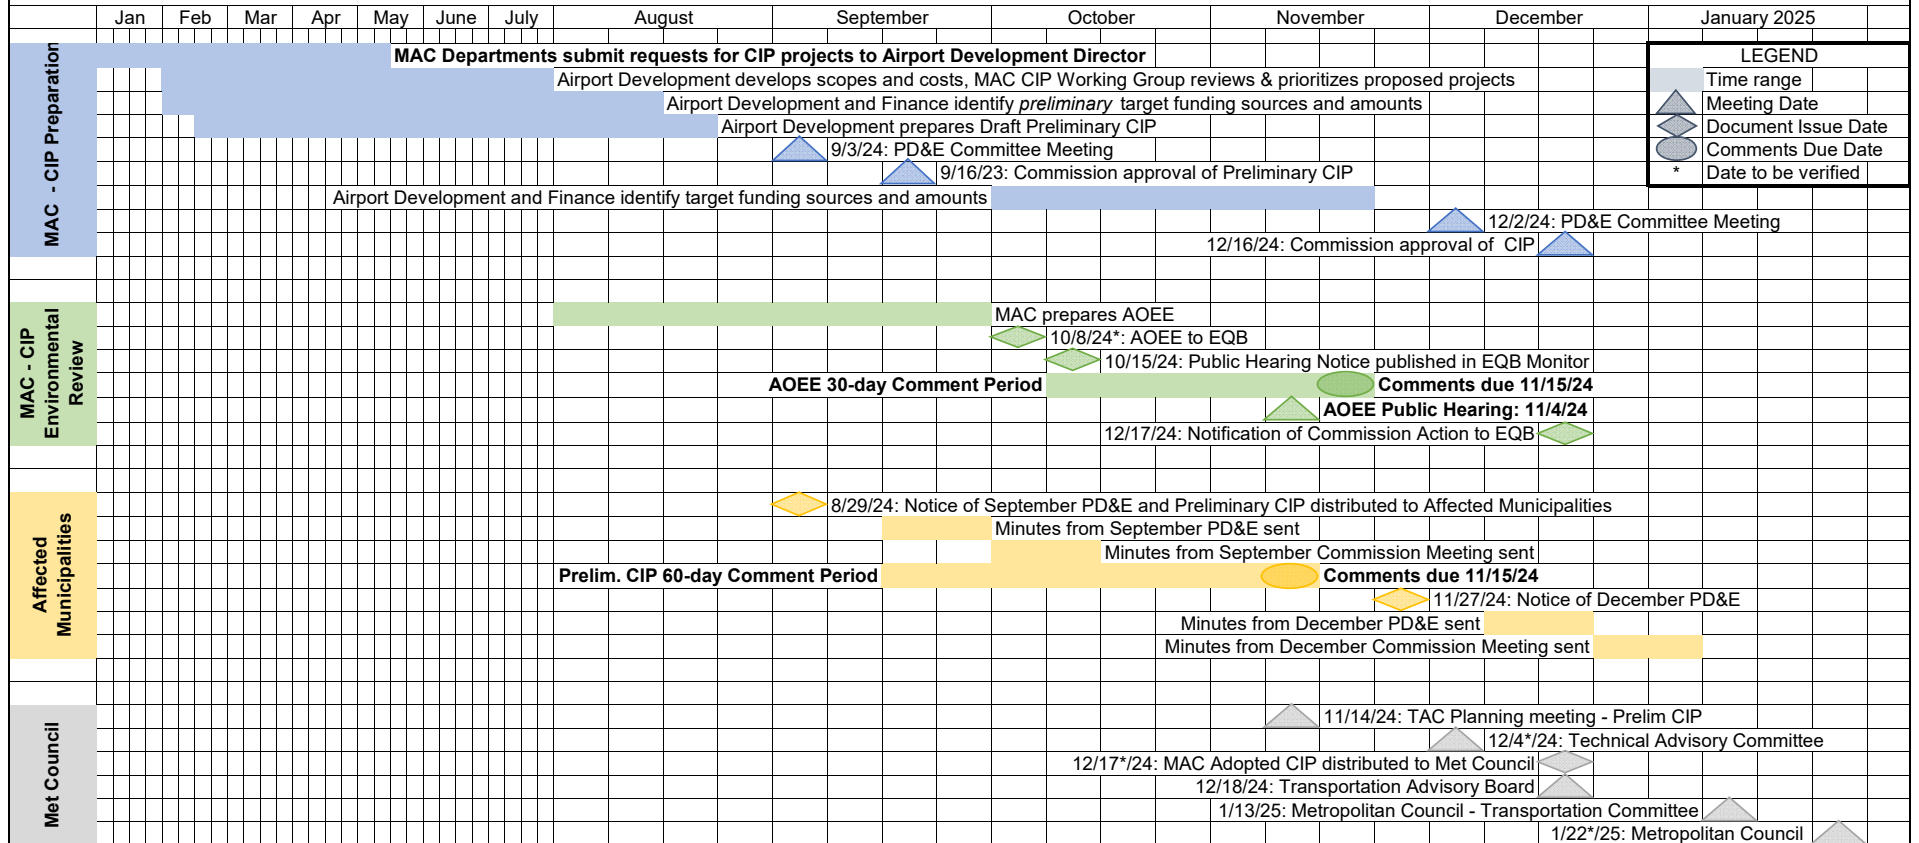 Jan Feb Mar Apr May June July August September October November December January 2025
MAC - CIP Preparation
MAC Departments submit requests for CIP projects to Airport Development Director
Airport Development develops scopes and costs, MAC CIP Working Group reviews & prioritizes proposed projects
Airport Development and Finance identify preliminary target funding sources and amounts
Airport Development prepares Draft Preliminary CIP
9/3/24: PD&E Committee Meeting
9/16/23: Commission approval of Preliminary CIP
Airport Development and Finance identify target funding sources and amounts
12/2/24: PD&E Committee Meeting
12/16/24: Commission approval of CIP
LEGEND
Time range
Meeting Date
Document Issue Date
Comments Due Date
* Date to be verified
MAC - CIP
Environmental
Review
MAC prepares AOEE
10/8/24*: AOEE to EQB
10/15/24: Public Hearing Notice published in EQB Monitor
AOEE 30-day Comment Period Comments due 11/15/24
AOEE Public Hearing: 11/4/24
12/17/24: Notification of Commission Action to EQB
Affected
Municipalities
8/29/24: Notice of September PD&E and Preliminary CIP distributed to Affected Municipalities
Minutes from September PD&E sent
Minutes from September Commission Meeting sent
Prelim. CIP 60-day Comment Period Comments due 11/15/24
11/27/24: Notice of December PD&E
Minutes from December PD&E sent
Minutes from December Commission Meeting sent
Met Council
11/14/24: TAC Planning meeting - Prelim CIP
12/4*/24: Technical Advisory Committee
12/17*/24: MAC Adopted CIP distributed to Met Council
12/18/24: Transportation Advisory Board
1/13/25: Metropolitan Council - Transportation Committee
1/22*/25: Metropolitan Council